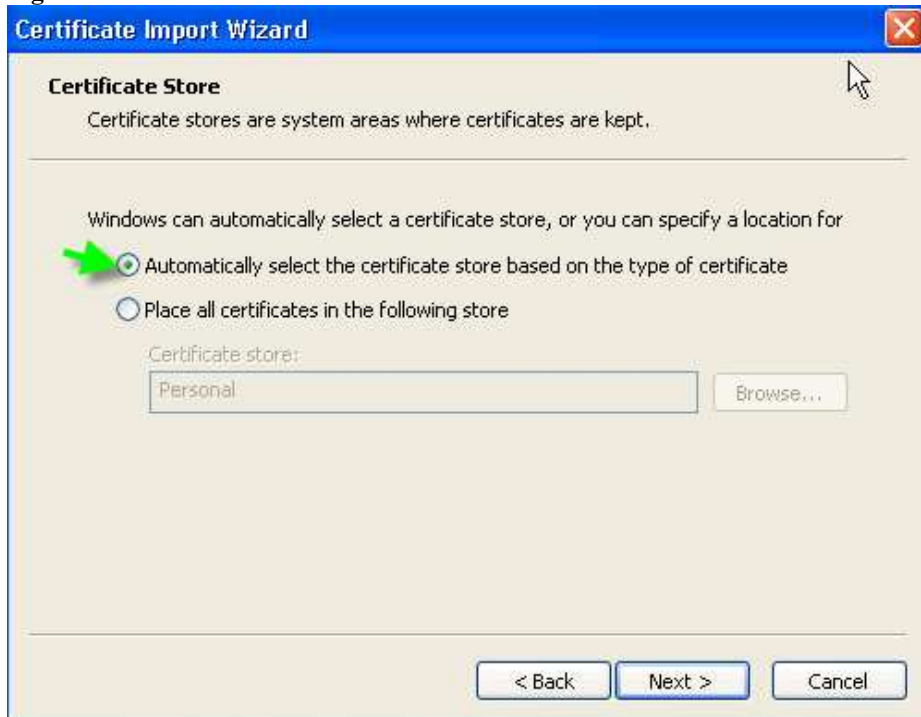 Certificate Import Wizard
Certificate Store
Certificate stores are system areas where certificates are kept.
Windows can automatically select a certificate store, or you can specify a location for
Automatically select the certificate store based on the type of certificate
Place all certificates in the following store
Certificate store:
Personal
Browse...
< Back
Next >
Cancel